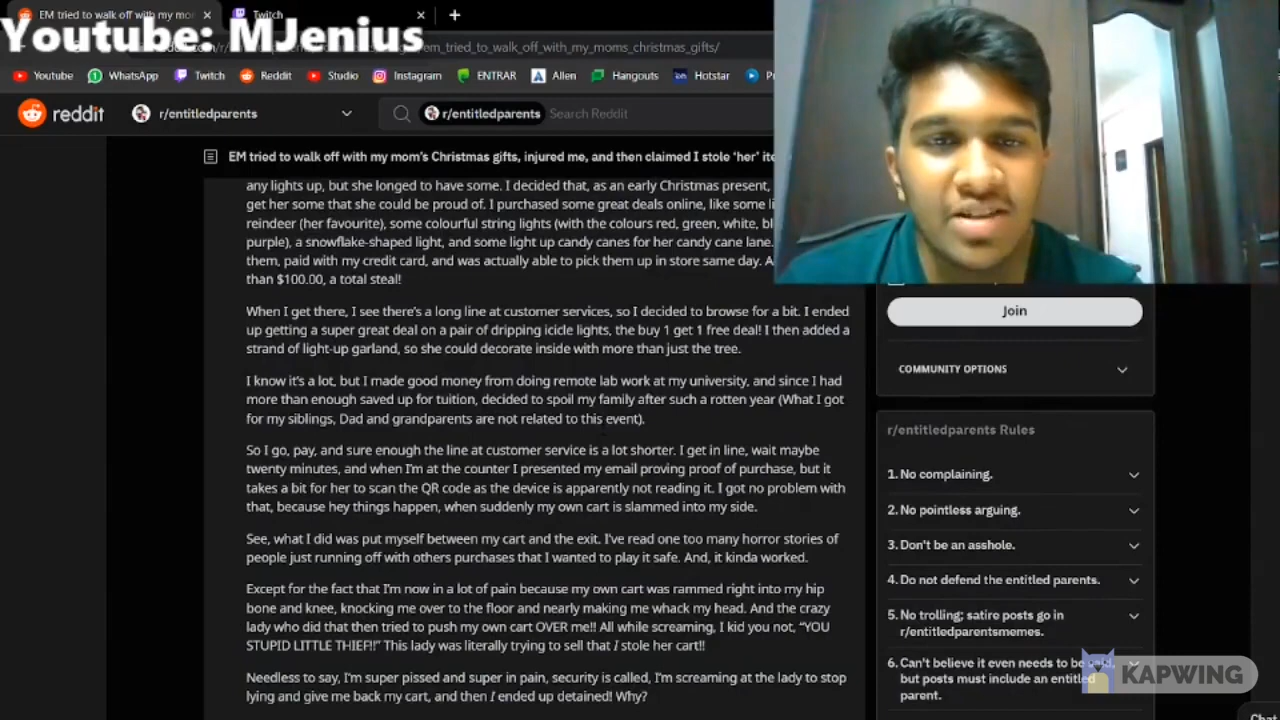 EM tried to walk off with my mor
Twitch
Youtube: MJenius
em_tried_to_walk_off_with_my_moms_christmas_gifts/
Youtube WhatsApp Twitch Reddit Studio Instagram ENTRAR Allen Hangouts Hotstar
reddit r/entitledparents r/entitledparents Search Reddit
EM tried to walk off with my mom's Christmas gifts, injured me, and then claimed I stole 'her' ite
any lights up, but she longed to have some. I decided that, as an early Christmas present,
get her some that she could be proud of. I purchased some great deals online, like some li
reindeer (her favourite), some colourful string lights (with the colours red, green, white, bl
purple), a snowflake-shaped light, and some light up candy canes for her candy cane lane.
them, paid with my credit card, and was actually able to pick them up in store same day. A
than $100.00, a total steal!
When I get there, I see there's a long line at customer services, so I decided to browse for a bit. I ended
up getting a super great deal on a pair of dripping icicle lights, the buy 1 get 1 free deal! I then added a
strand of light-up garland, so she could decorate inside with more than just the tree.
I know it's a lot, but I made good money from doing remote lab work at my university, and since I had
more than enough saved up for tuition, decided to spoil my family after such a rotten year (What I got
for my siblings, Dad and grandparents are not related to this event).
So I go, pay, and sure enough the line at customer service is a lot shorter. I get in line, wait maybe
twenty minutes, and when I'm at the counter I presented my email proving proof of purchase, but it
takes a bit for her to scan the QR code as the device is apparently not reading it. I got no problem with
that, because hey things happen, when suddenly my own cart is slammed into my side.
See, what I did was put myself between my cart and the exit. I've read one too many horror stories of
people just running off with others purchases that I wanted to play it safe. And, it kinda worked.
Except for the fact that I'm now in a lot of pain because my own cart was rammed right into my hip
bone and knee, knocking me over to the floor and nearly making me whack my head. And the crazy
lady who did that then tried to push my own cart OVER me!! All while screaming, I kid you not, "YOU
STUPID LITTLE THIEF!!" This lady was literally trying to sell that I stole her cart!!
Needless to say, I'm super pissed and super in pain, security is called, I'm screaming at the lady to stop
lying and give me back my cart, and then I ended up detained! Why?
Join
COMMUNITY OPTIONS
r/entitledparents Rules
1. No complaining.
2. No pointless arguing.
3. Don't be an asshole.
4. Do not defend the entitled parents.
5. No trolling; satire posts go in
r/entitledparentsmemes.
6. Can't believe it even needs to be said,
but posts must include an entitled
parent.
KAPWING